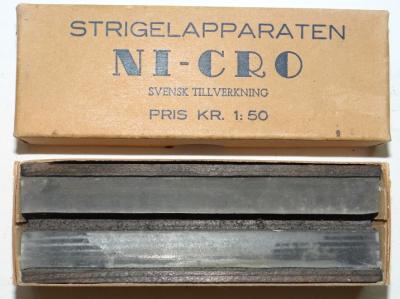 STRIGELAPPARATEN
NI-CRO
SVENSK TILLVERKNING
PRIS KR. 1:50